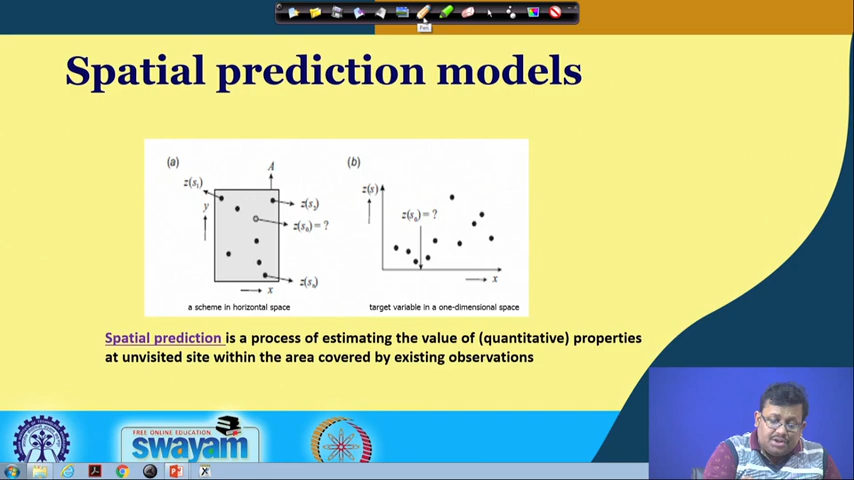 Pen
Spatial prediction models
(a)
A
z(s₁)
y
z(s₂)
z(s₀) = ?
z(sₙ)
x
a scheme in horizontal space
(b)
z(s)
z(s₀) = ?
x
target variable in a one-dimensional space
Spatial prediction is a process of estimating the value of (quantitative) properties
at unvisited site within the area covered by existing observations
FREE ONLINE EDUCATION
swayam